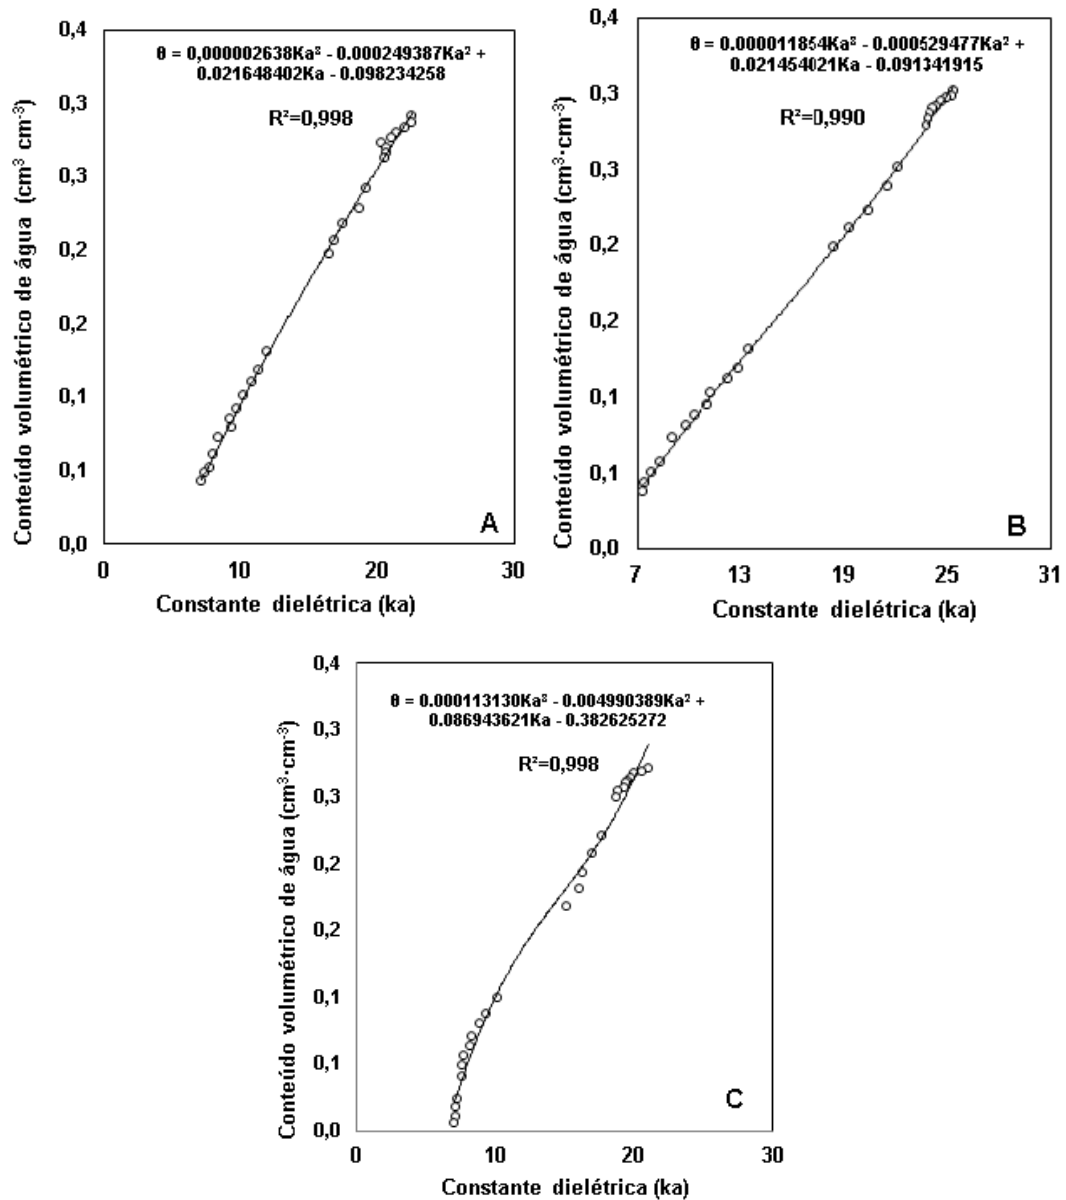 0,4
0,3
0,3
0,2
0,2
0,1
0,1
0,0
0 10 20 30
Conteúdo volumétrico de água (cm³ cm⁻³)
θ = 0,000002638Ka³ - 0.000249387Ka² +
0.021648402Ka - 0.098234258
R²=0,998
A
Constante dielétrica (ka)
0,4
0,3
0,3
0,2
0,2
0,1
0,1
0,0
7 13 19 25 31
Conteúdo volumétrico de água (cm³·cm⁻³)
θ = 0.000011854Ka³ - 0.000529477Ka² +
0.021454021Ka - 0.091341915
R²=0,990
B
Constante dielétrica (ka)
0,4
0,3
0,3
0,2
0,2
0,1
0,1
0,0
0 10 20 30
Conteúdo volumétrico de água (cm³·cm⁻³)
θ = 0.000113130Ka³ - 0.004990389Ka² +
0.086943621Ka - 0.382625272
R²=0,998
C
Constante dielétrica (ka)